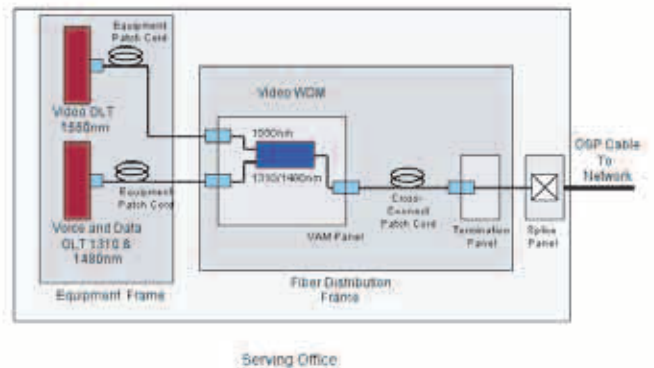 Equipment
Patch Cord
Video OLT
1550nm
Equipment
Patch Cord
Voice and Data
OLT 1310 &
1480nm
Equipment Frame
Video WDM
1550nm
1310/1490nm
VAM Panel
Cross-
Connect
Patch Cord
Termination
Panel
Splice
Panel
OSP Cable
To
Network
Fiber Distribution
Frame
Serving Office